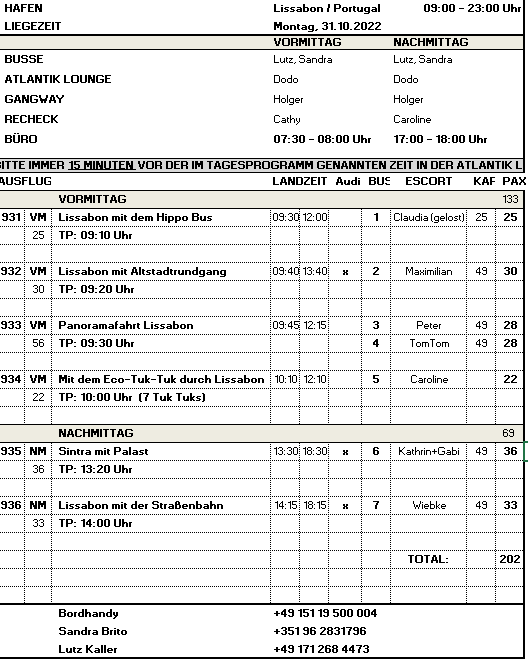 HAFEN Lissabon / Portugal 09:00 - 23:00 Uhr
LIEGEZEIT Montag, 31.10.2022
VORMITTAG NACHMITTAG
BUSSE Lutz, Sandra Lutz, Sandra
ATLANTIK LOUNGE Dodo Dodo
GANGWAY Holger Holger
RECHECK Cathy Caroline
BÜRO 07:30 - 08:00 Uhr 17:00 - 18:00 Uhr
BITTE IMMER 15 MINUTEN VOR DER IM TAGESPROGRAMM GENANNTEN ZEIT IN DER ATLANTIK L
AUSFLUG LANDZEIT Audi BUS ESCORT KAF PAX
VORMITTAG 133
931 VM Lissabon mit dem Hippo Bus 09:30 12:00 1 Claudia (gelost) 25 25
25 TP: 09:10 Uhr
932 VM Lissabon mit Altstadtrundgang 09:40 13:40 x 2 Maximilian 49 30
30 TP: 09:20 Uhr
933 VM Panoramafahrt Lissabon 09:45 12:15 3 Peter 49 28
56 TP: 09:30 Uhr 4 TomTom 49 28
934 VM Mit dem Eco-Tuk-Tuk durch Lissabon 10:10 12:10 5 Caroline 22
22 TP: 10:00 Uhr (7 Tuk Tuks)
NACHMITTAG 69
935 NM Sintra mit Palast 13:30 18:30 x 6 Kathrin+Gabi 49 36
36 TP: 13:20 Uhr
936 NM Lissabon mit der Straßenbahn 14:15 18:15 x 7 Wiebke 49 33
33 TP: 14:00 Uhr
TOTAL: 202
Bordhandy +49 151 19 500 004
Sandra Brito +351 96 2831796
Lutz Kaller +49 171 268 4473